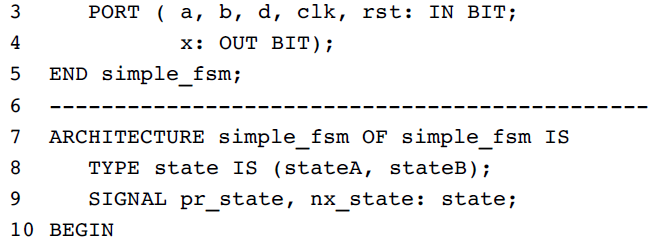 3 PORT ( a, b, d, clk, rst: IN BIT;
4 x: OUT BIT);
5 END simple_fsm;
6 ----------------------------------------------
7 ARCHITECTURE simple_fsm OF simple_fsm IS
8 TYPE state IS (stateA, stateB);
9 SIGNAL pr_state, nx_state: state;
10 BEGIN